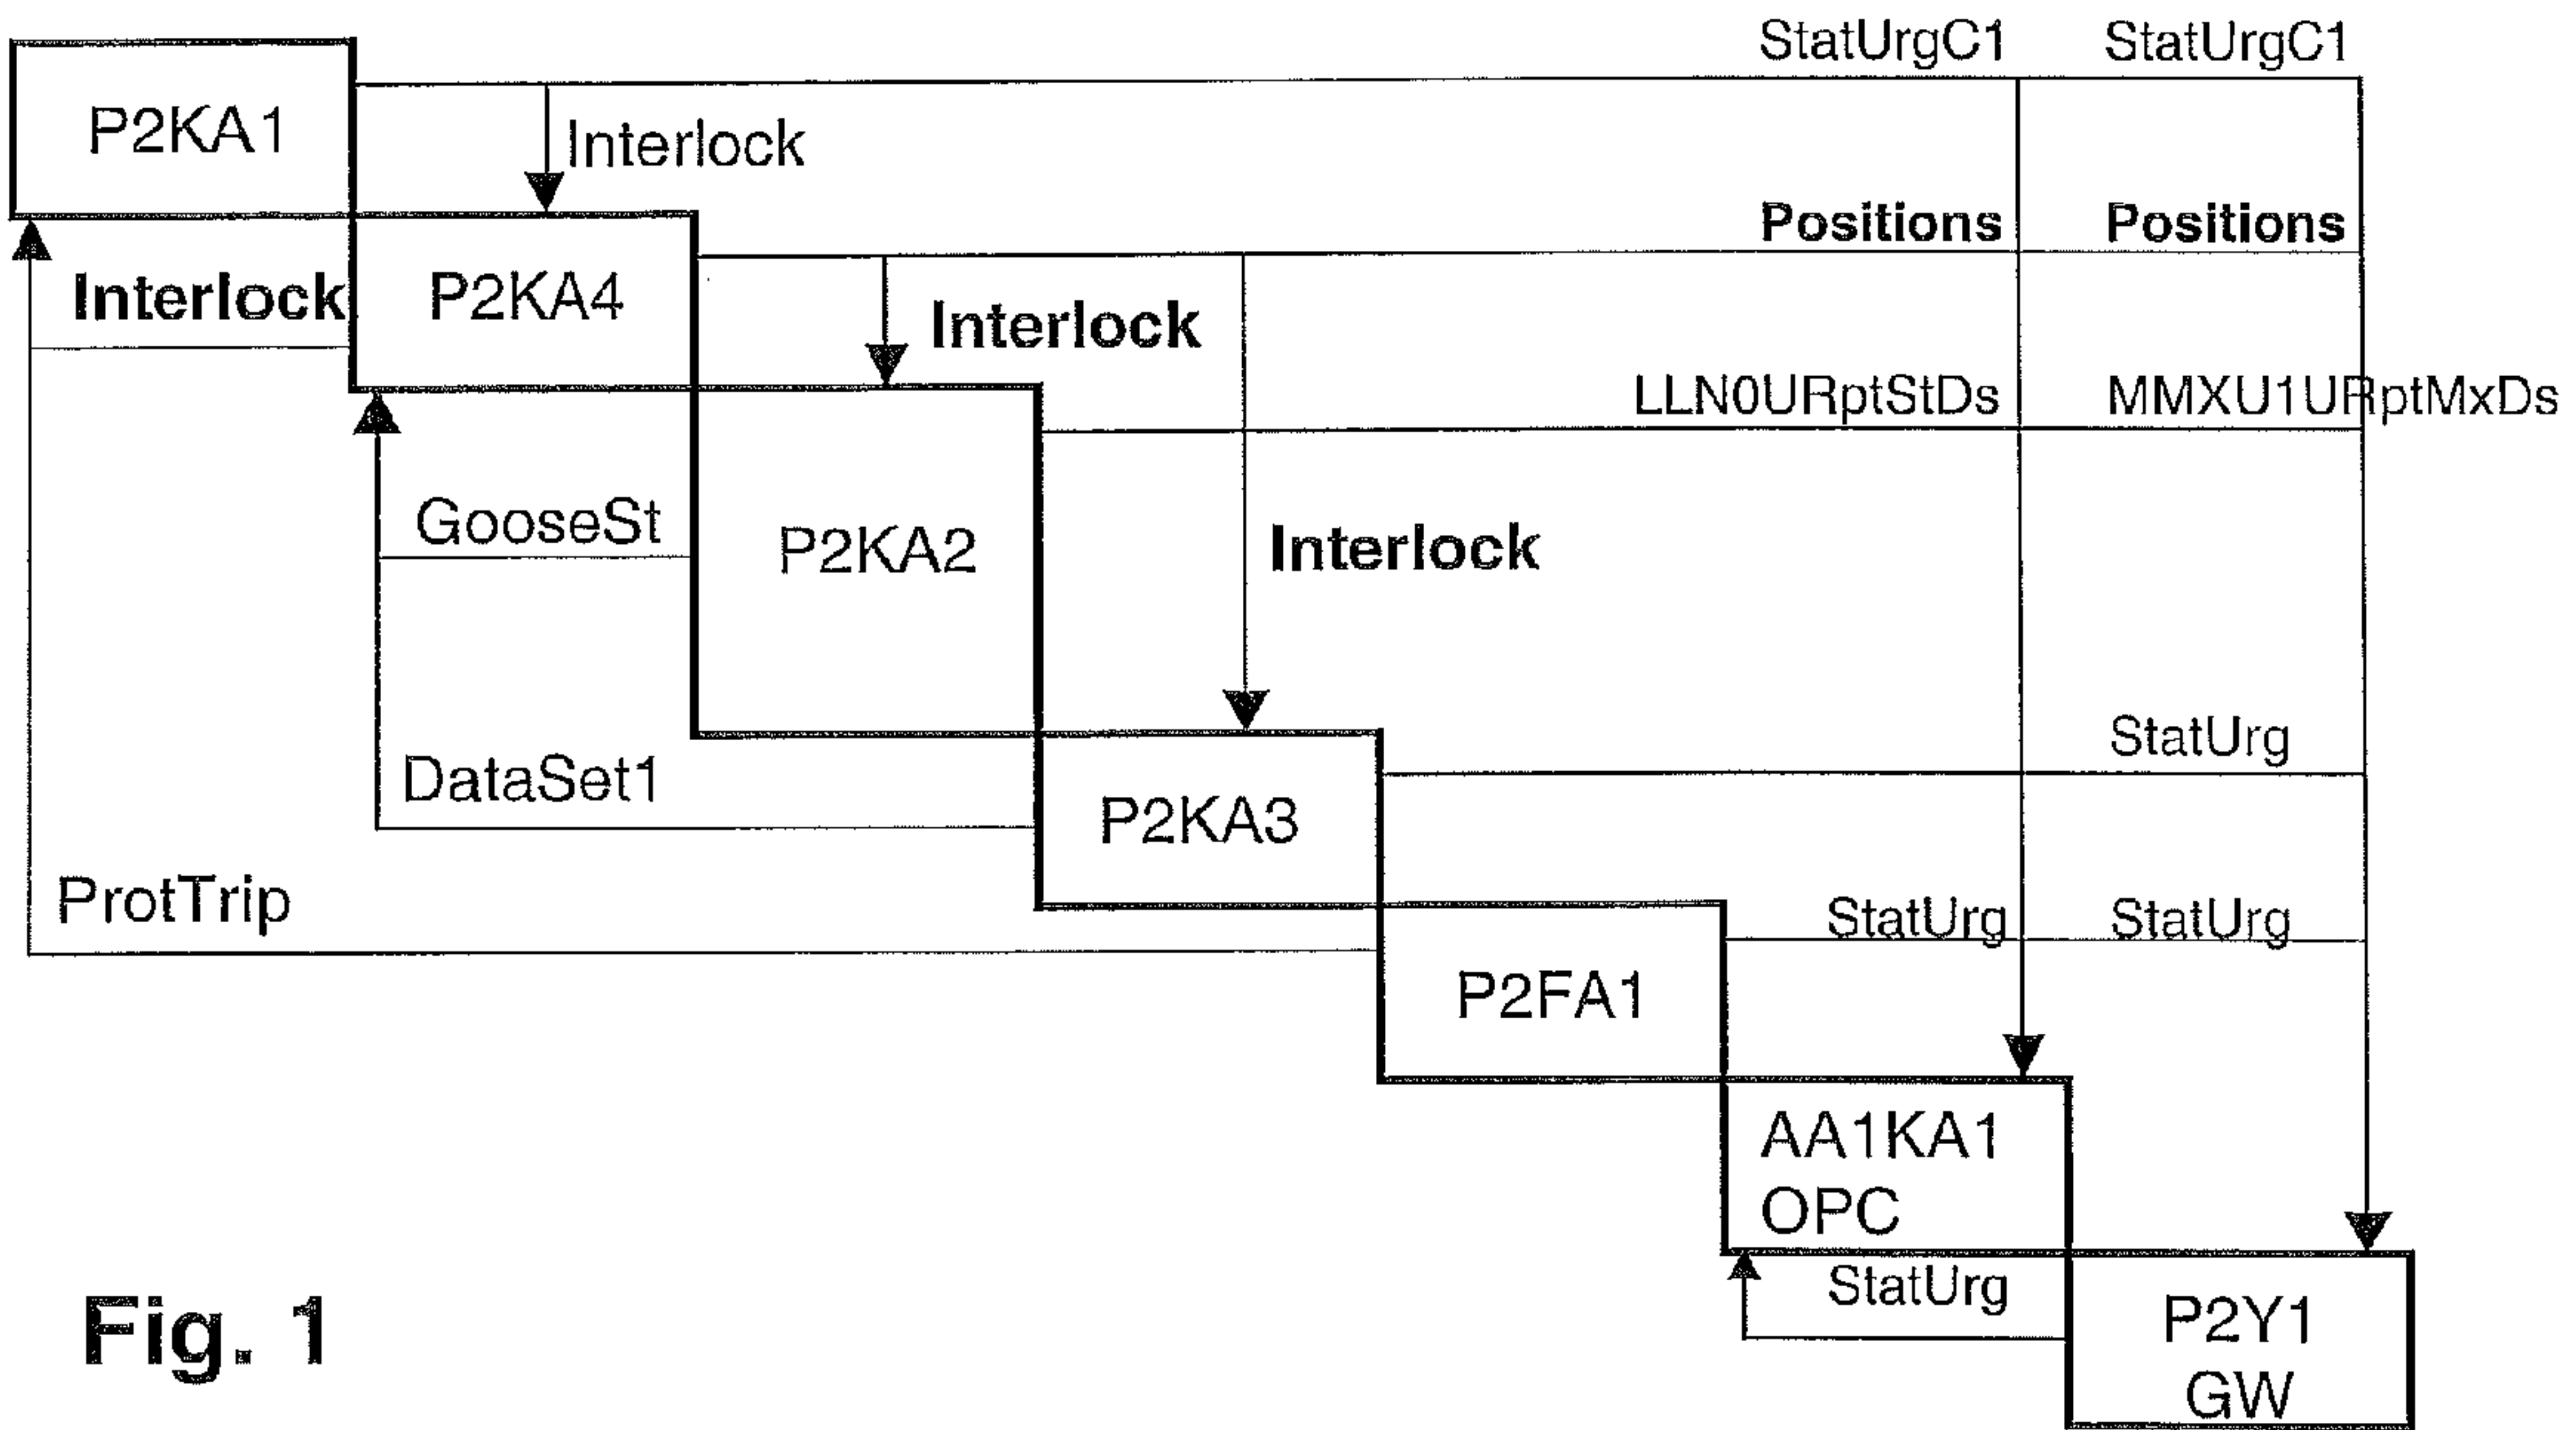 StatUrgC1 StatUrgC1
P2KA1
Interlock
Positions Positions
Interlock P2KA4
Interlock
LLN0URptStDs MMXU1URptMxDs
GooseSt
P2KA2
Interlock
StatUrg
DataSet1
P2KA3
ProtTrip
StatUrg StatUrg
P2FA1
AA1KA1
OPC
StatUrg
P2Y1
GW
Fig. 1